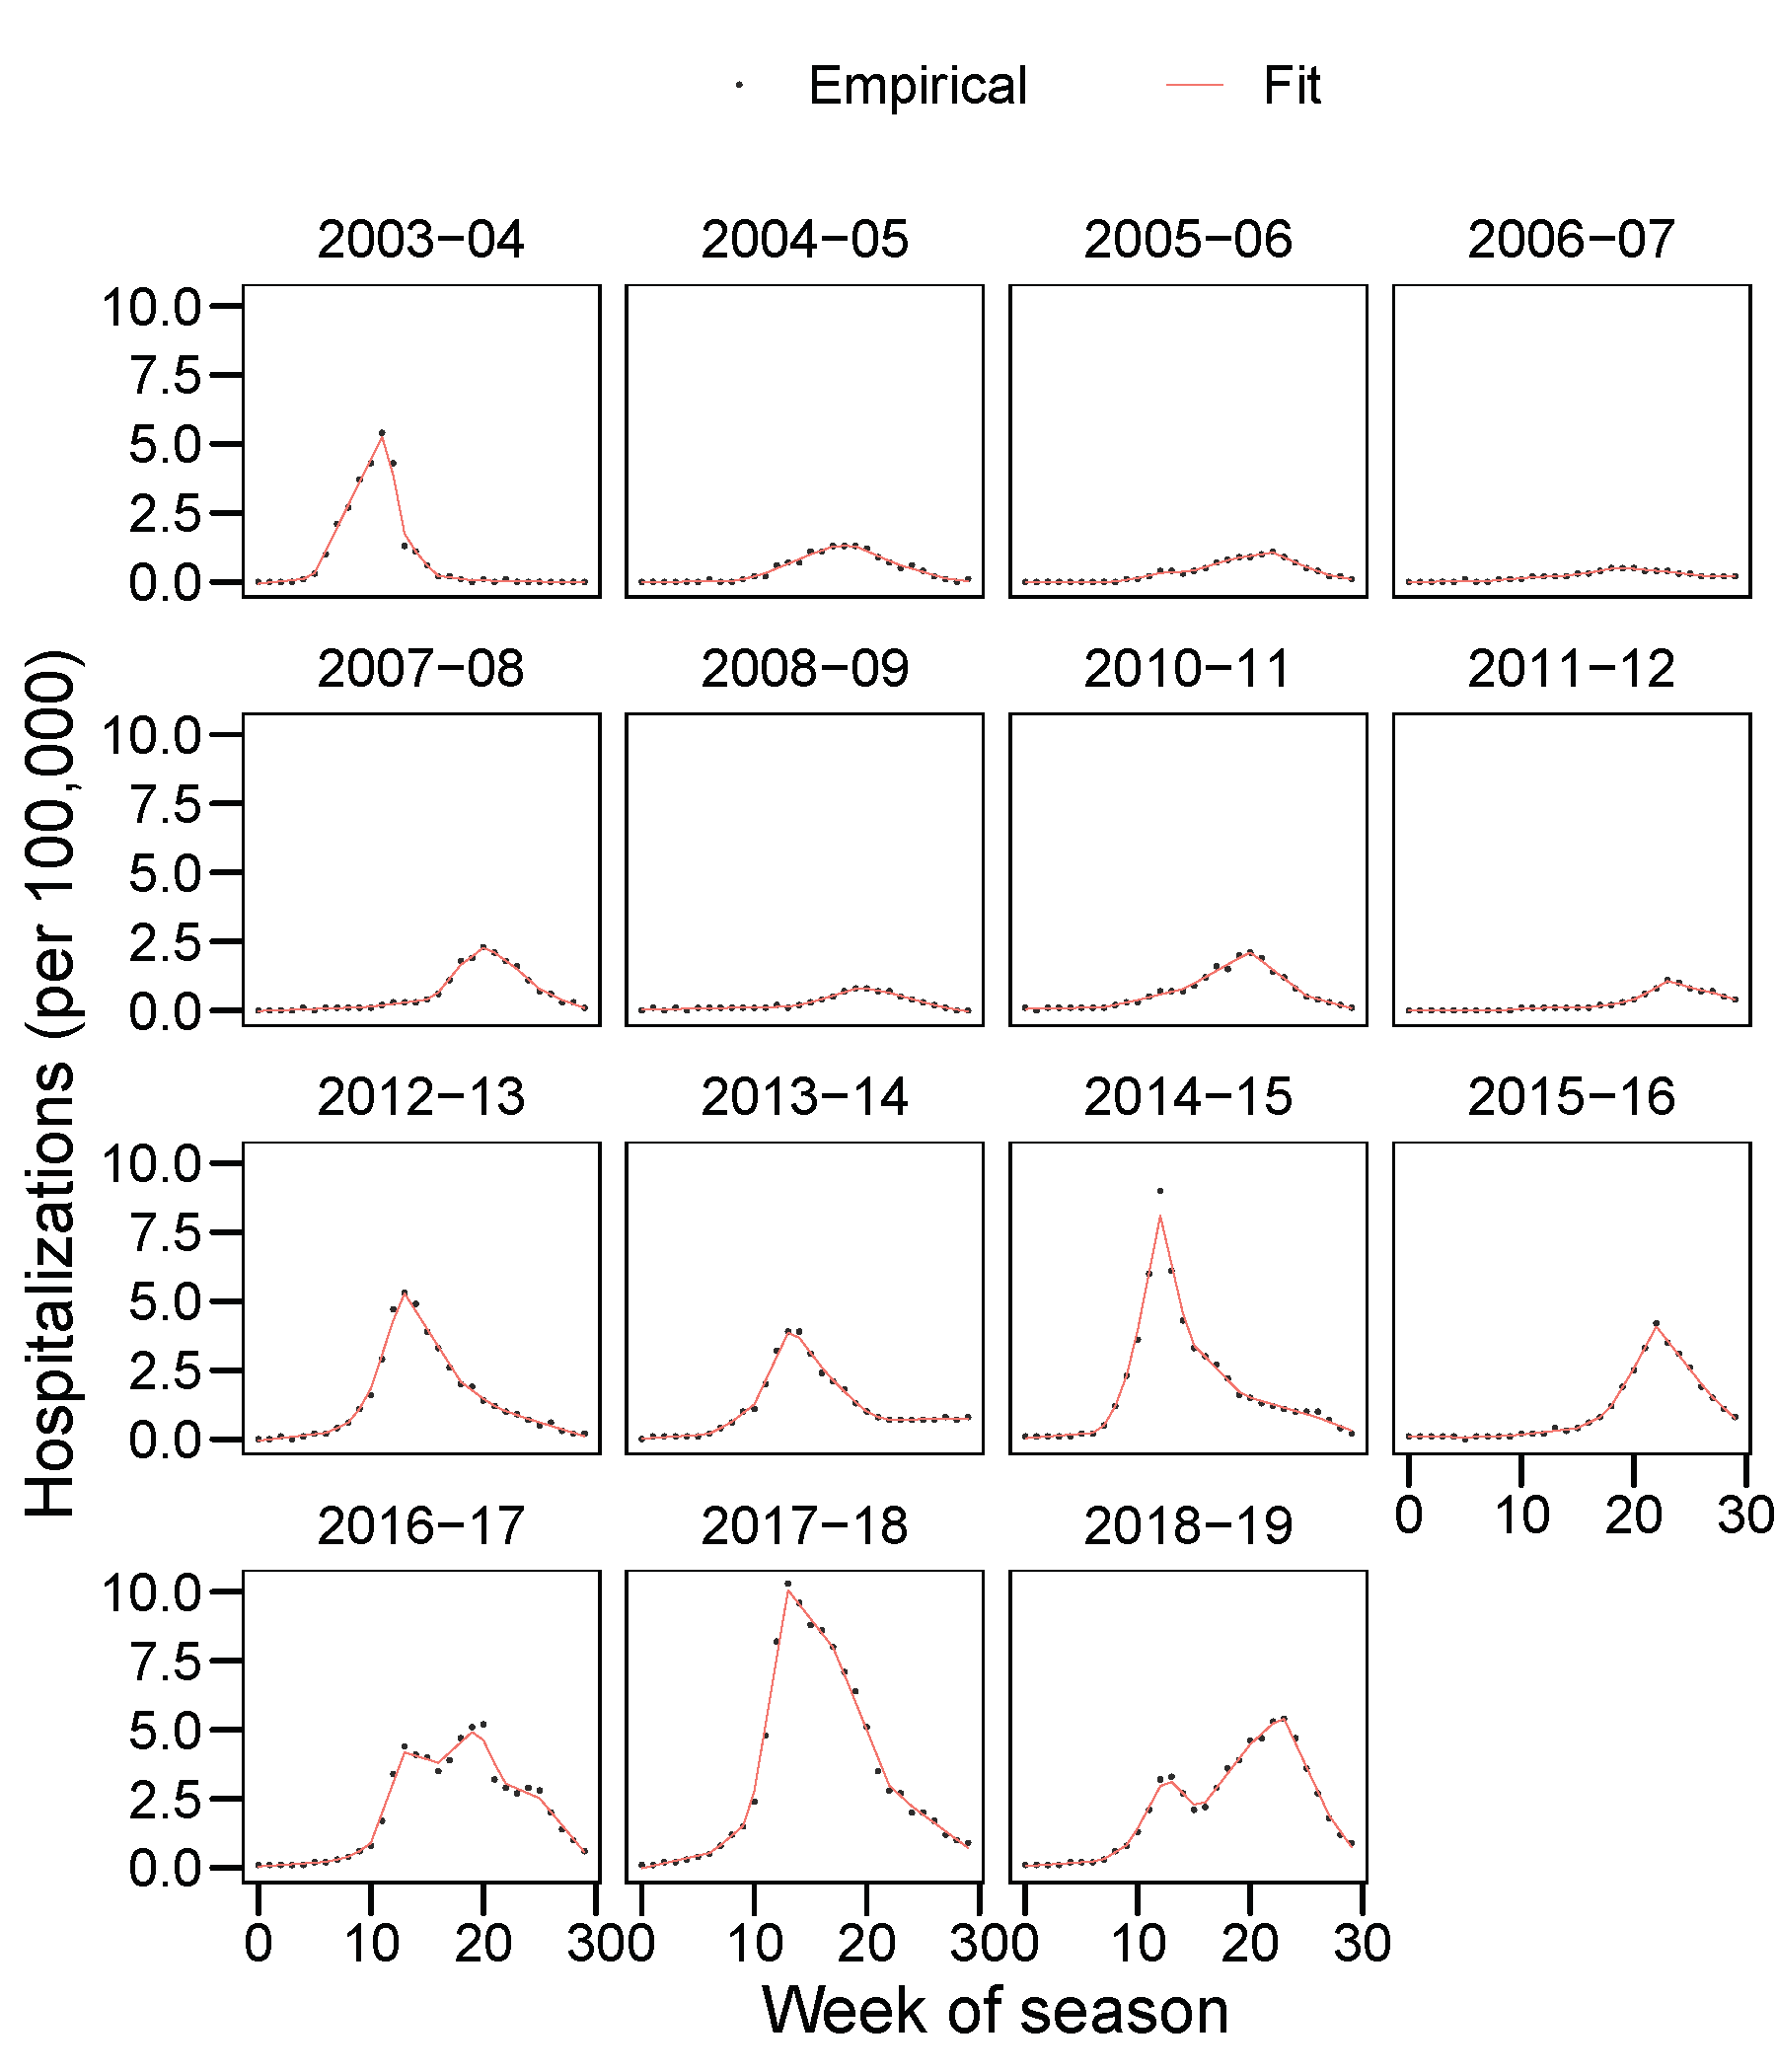 Empirical Fit
2003−04 2004−05 2005−06 2006−07
10.0
7.5
5.0
2.5
0.0
2007−08 2008−09 2010−11 2011−12
10.0
7.5
5.0
2.5
0.0
2012−13 2013−14 2014−15 2015−16
10.0
7.5
5.0
2.5
0.0
0 10 20 30
2016−17 2017−18 2018−19
10.0
7.5
5.0
2.5
0.0
0 10 20 30 0 10 20 30 0 10 20 30
Week of season
Hospitalizations (per 100,000)